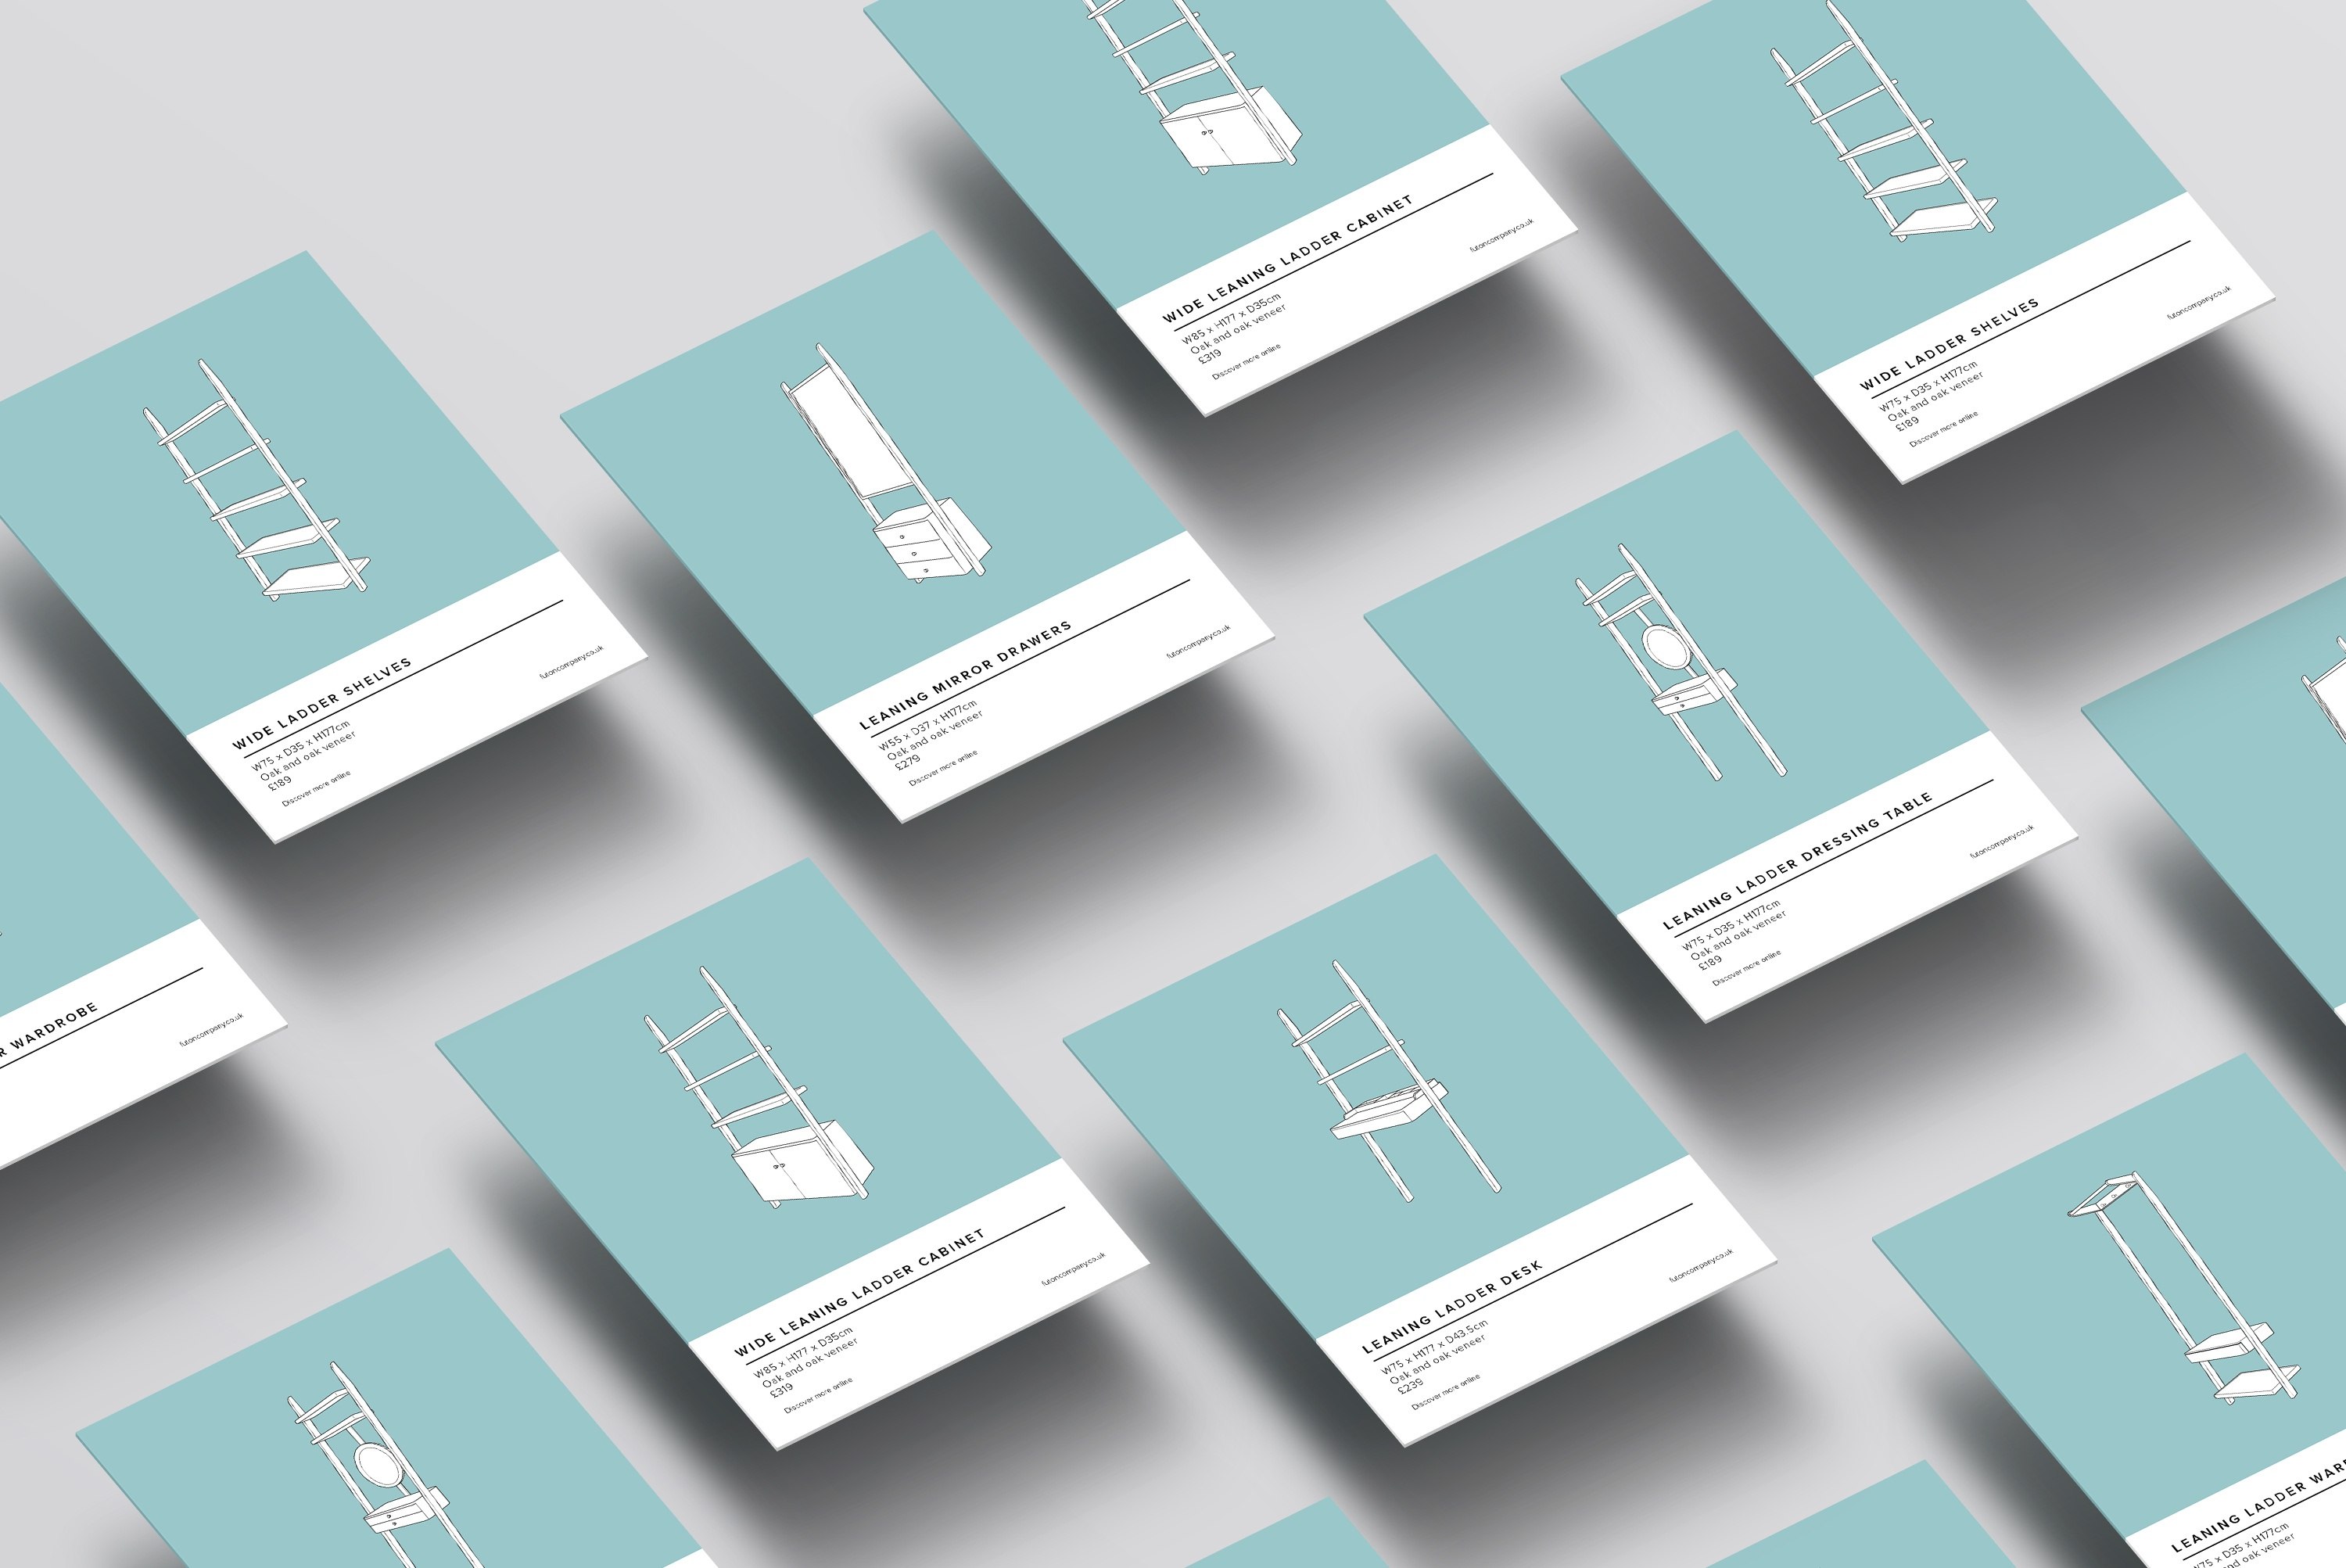 WIDE LEANING LADDER CABINET
W85 x H177 x D35cm
Oak and oak veneer
£319
Discover more online
futoncompany.co.uk
WIDE LADDER SHELVES
W75 x D35 x H177cm
Oak and oak veneer
£189
Discover more online
futoncompany.co.uk
WIDE LADDER SHELVES
W75 x D35 x H177cm
Oak and oak veneer
£189
Discover more online
futoncompany.co.uk
LEANING MIRROR DRAWERS
W55 x D37 x H177cm
Oak and oak veneer
£279
Discover more online
futoncompany.co.uk
LEANING LADDER DRESSING TABLE
W75 x D35 x H177cm
Oak and oak veneer
£189
Discover more online
futoncompany.co.uk
R WARDROBE
futoncompany.co.uk
WIDE LEANING LADDER CABINET
W85 x H177 x D35cm
Oak and oak veneer
£319
Discover more online
futoncompany.co.uk
LEANING LADDER DESK
W75 x H177 x D43.5cm
Oak and oak veneer
£239
Discover more online
futoncompany.co.uk
LEANING LADDER WAR
W75 x D35 x H177cm
Oak and oak veneer